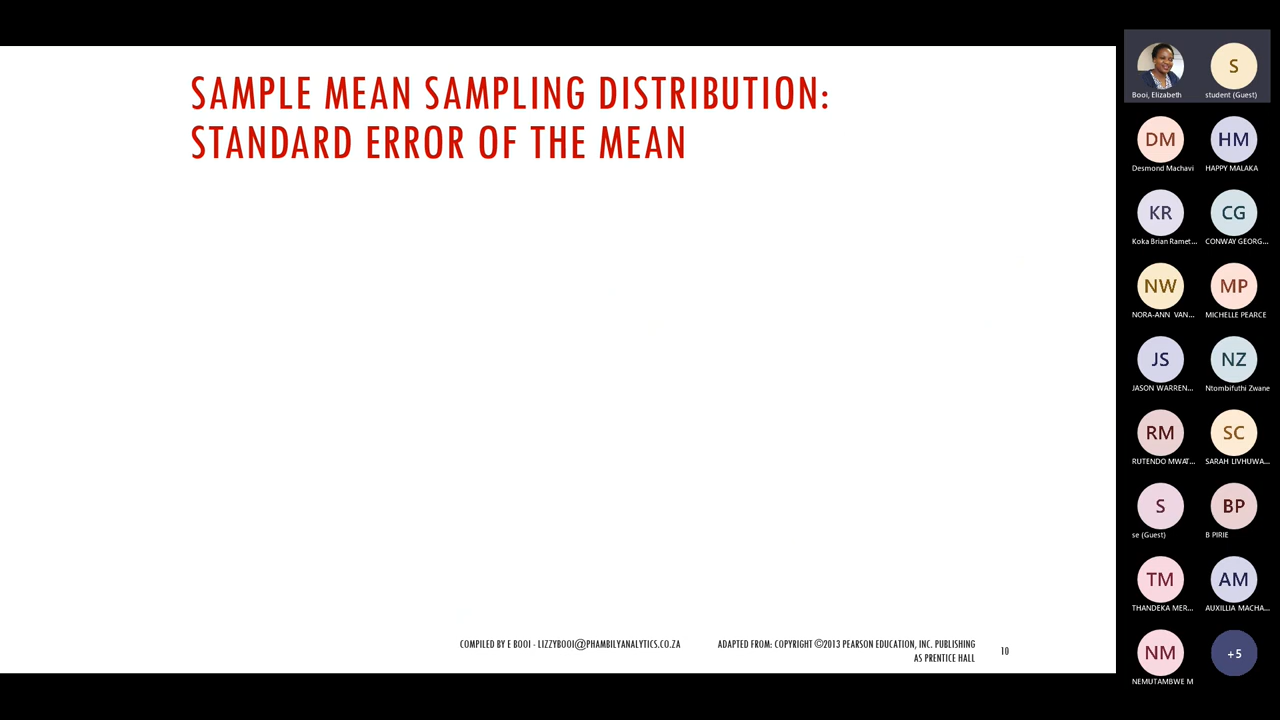 SAMPLE MEAN SAMPLING DISTRIBUTION:
STANDARD ERROR OF THE MEAN
COMPILED BY E BOOI - LIZZYBOOI@PHAMBILYANALYTICS.CO.ZA
ADAPTED FROM: COPYRIGHT ©2013 PEARSON EDUCATION, INC. PUBLISHING
AS PRENTICE HALL
10
Booi, Elizabeth
S
student (Guest)
DM
Desmond Machavi
HM
HAPPY MALAKA
KR
Koka Brian Ramet...
CG
CONWAY GEORG...
NW
NORA-ANN VAN...
MP
MICHELLE PEARCE
JS
JASON WARREN...
NZ
Ntombifuthi Zwane
RM
RUTENDO MWAT...
SC
SARAH LIVHUWA...
S
se (Guest)
BP
B PIRIE
TM
THANDEKA MER...
AM
AUXILLIA MACHA...
NM
NEMUTAMBWE M
+5